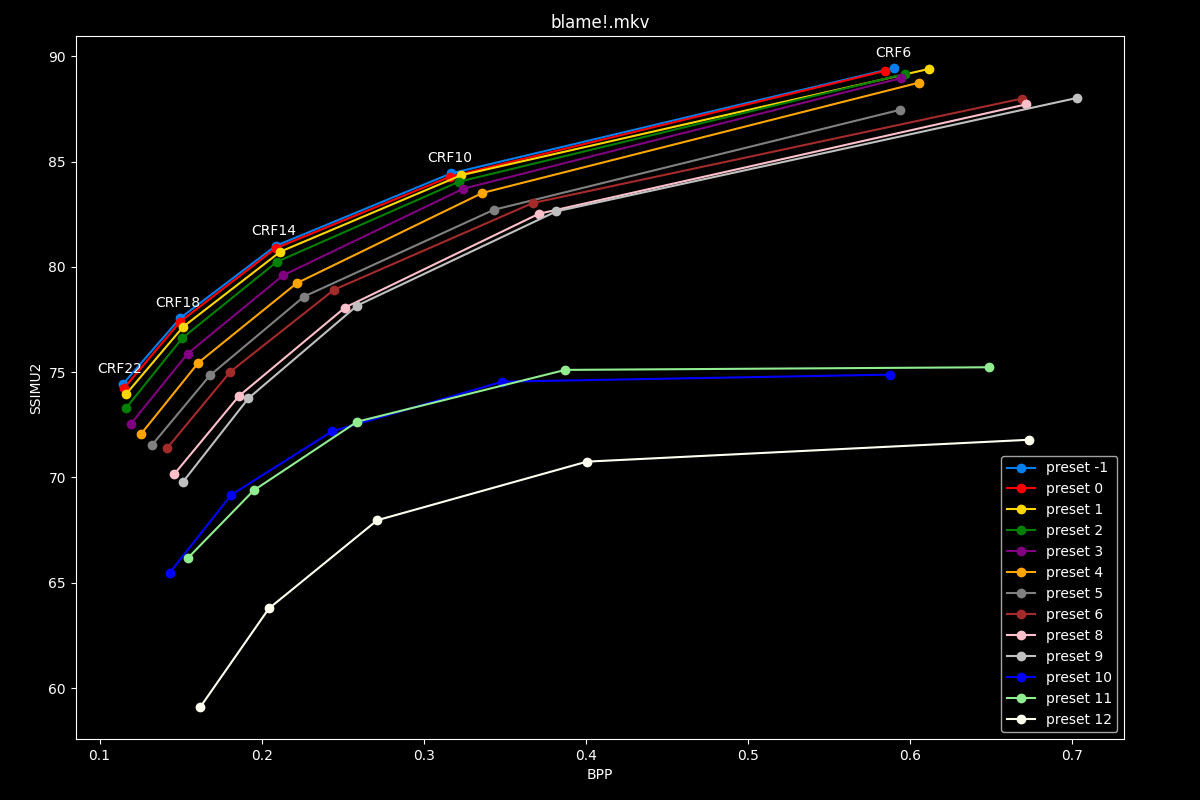 blame!.mkv
CRF6
CRF10
CRF14
CRF18
CRF22
90
85
80
75
70
65
60
SSIMU2
0.1 0.2 0.3 0.4 0.5 0.6 0.7
BPP
preset -1
preset 0
preset 1
preset 2
preset 3
preset 4
preset 5
preset 6
preset 8
preset 9
preset 10
preset 11
preset 12